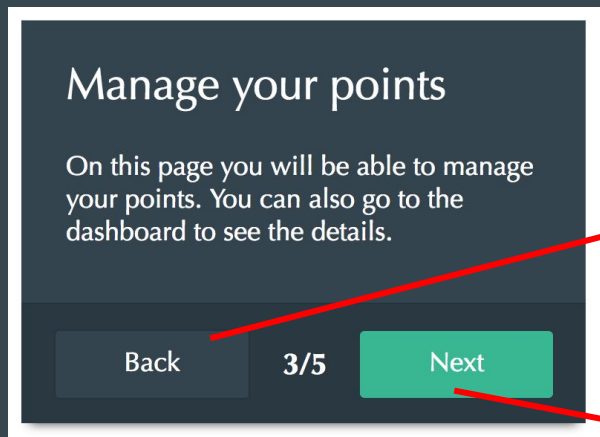 Manage your points
On this page you will be able to manage
your points. You can also go to the
dashboard to see the details.
Back 3/5 Next